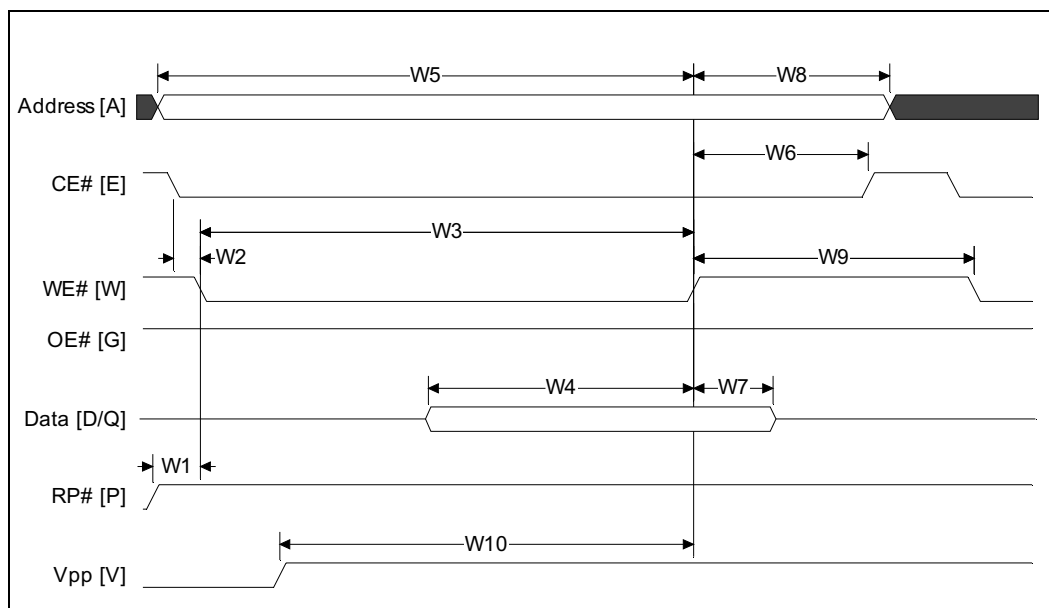 W5
W8
Address [A]
W6
CE# [E]
W3
W2
W9
WE# [W]
OE# [G]
W4
W7
Data [D/Q]
W1
RP# [P]
W10
Vpp [V]